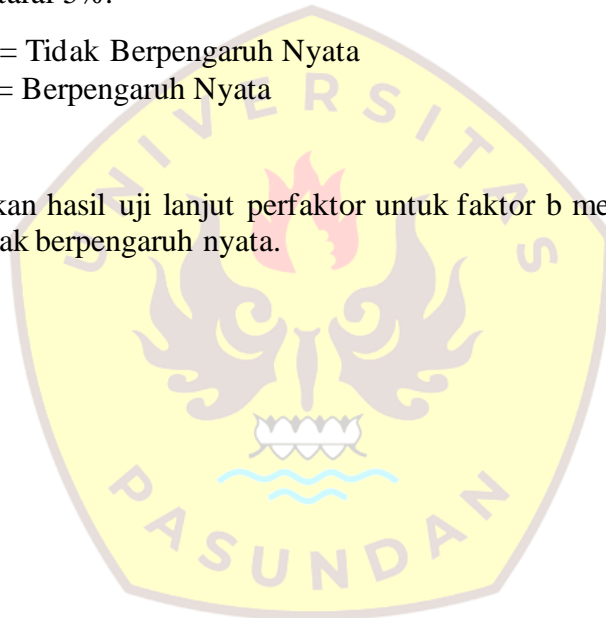 taraf 5%.
= Tidak Berpengaruh Nyata
= Berpengaruh Nyata
kan hasil uji lanjut perfaktor untuk faktor b me
ak berpengaruh nyata.
UNIVERSITAS
PASUNDAN